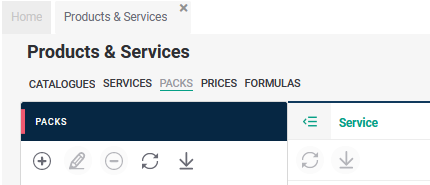 Home Products & Services
Products & Services
CATALOGUES SERVICES PACKS PRICES FORMULAS
PACKS
Service